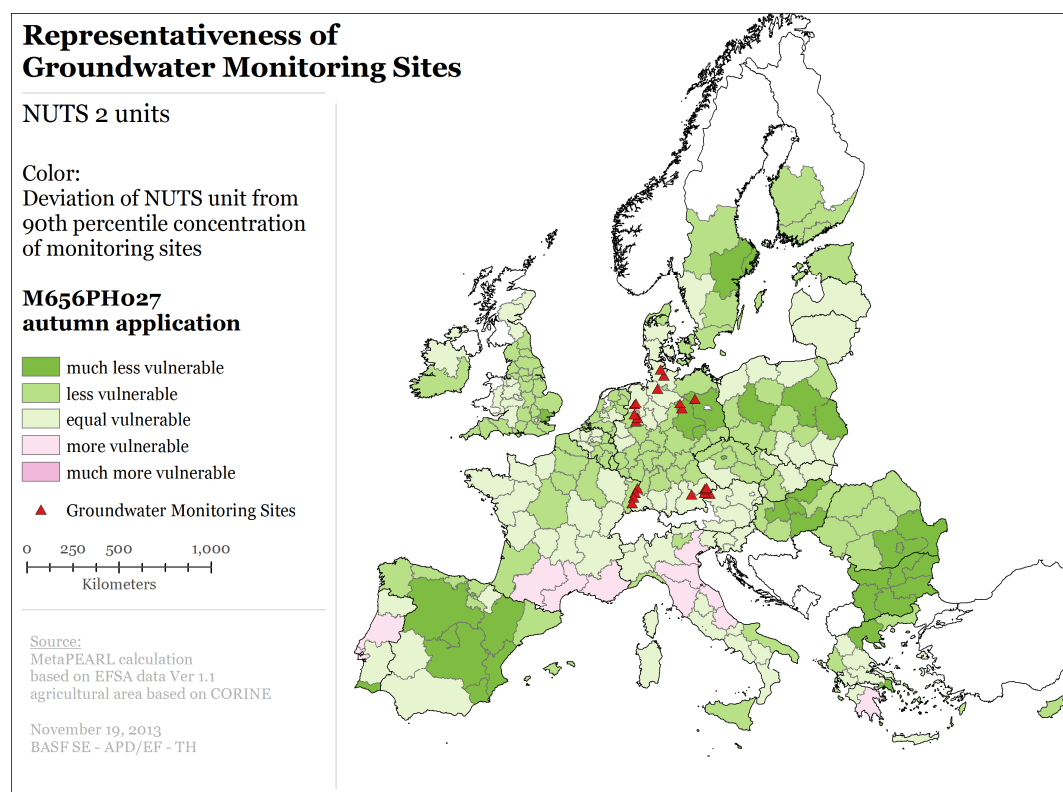 Representativeness of
Groundwater Monitoring Sites
NUTS 2 units
Color:
Deviation of NUTS unit from
90th percentile concentration
of monitoring sites
M656PH027
autumn application
much less vulnerable
less vulnerable
equal vulnerable
more vulnerable
much more vulnerable
Groundwater Monitoring Sites
0 250 500 1,000
Kilometers
Source:
MetaPEARL calculation
based on EFSA data Ver 1.1
agricultural area based on CORINE
November 19, 2013
BASF SE - APD/EF - TH